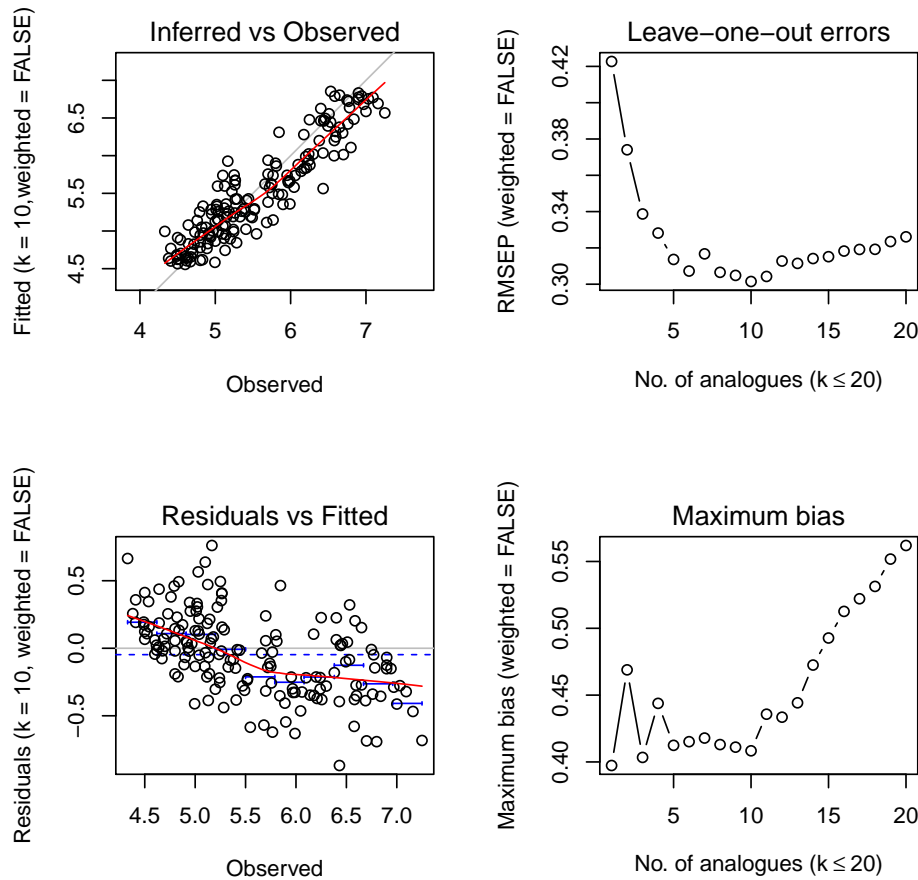 Inferred vs Observed
Fitted (k = 10,weighted = FALSE)
4.5 5.5 6.5
4 5 6 7
Observed
Leave−one−out errors
RMSEP (weighted = FALSE)
0.30 0.34 0.38 0.42
5 10 15 20
No. of analogues (k ≤ 20)
Residuals vs Fitted
Residuals (k = 10, weighted = FALSE)
−0.5 0.0 0.5
4.5 5.0 5.5 6.0 6.5 7.0
Observed
Maximum bias
Maximum bias (weighted = FALSE)
0.40 0.45 0.50 0.55
5 10 15 20
No. of analogues (k ≤ 20)